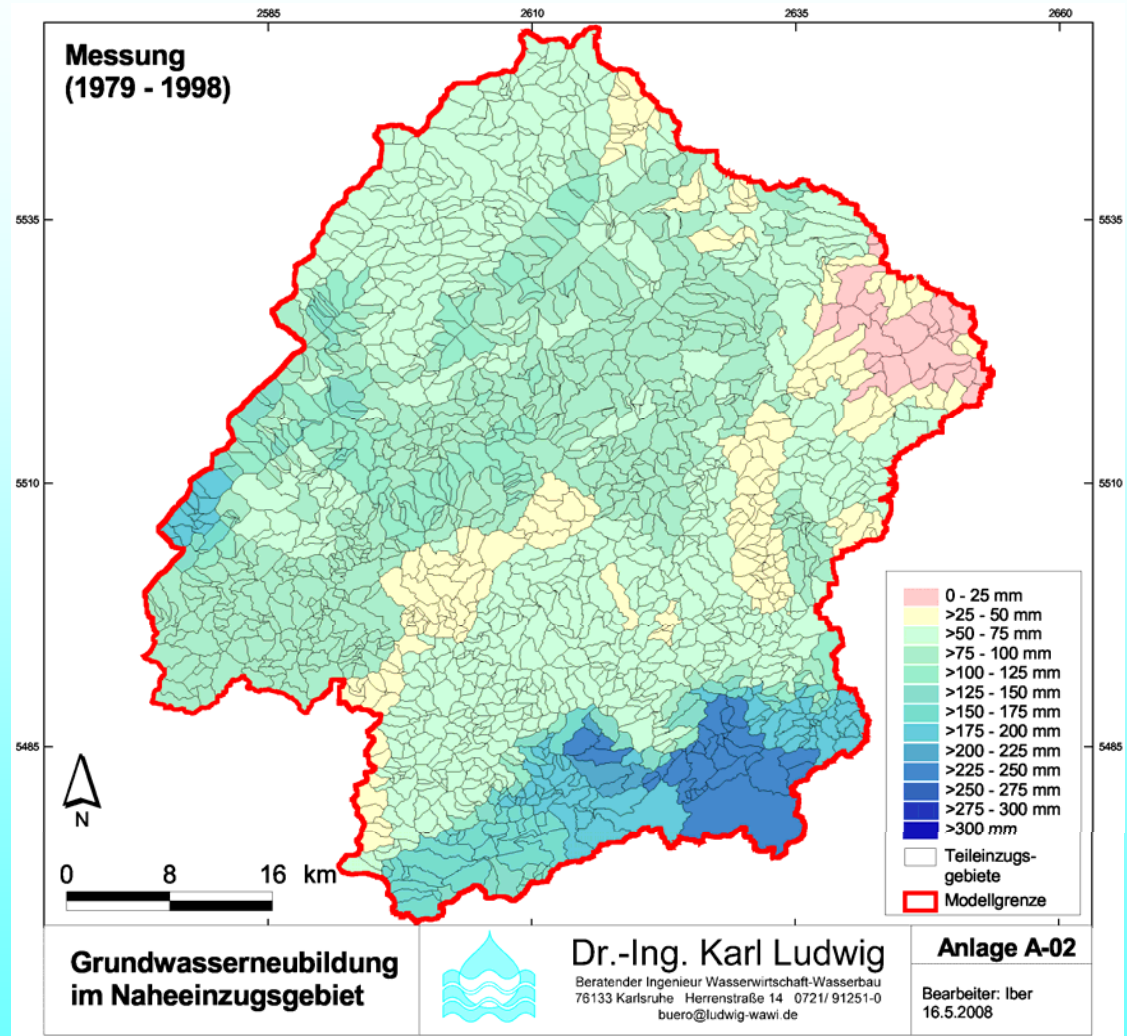 2585 2610 2635 2660
Messung
(1979 - 1998)
5535 5535
5510 5510
5485 5485
0 - 25 mm
>25 - 50 mm
>50 - 75 mm
>75 - 100 mm
>100 - 125 mm
>125 - 150 mm
>150 - 175 mm
>175 - 200 mm
>200 - 225 mm
>225 - 250 mm
>250 - 275 mm
>275 - 300 mm
>300 mm
Teileinzugs-
gebiete
Modellgrenze
N
0 8 16 km
Grundwasserneubildung
im Naheeinzugsgebiet
Dr.-Ing. Karl Ludwig
Beratender Ingenieur Wasserwirtschaft-Wasserbau
76133 Karlsruhe Herrenstraße 14 0721/ 91251-0
buero@ludwig-wawi.de
Anlage A-02
Bearbeiter: Iber
16.5.2008